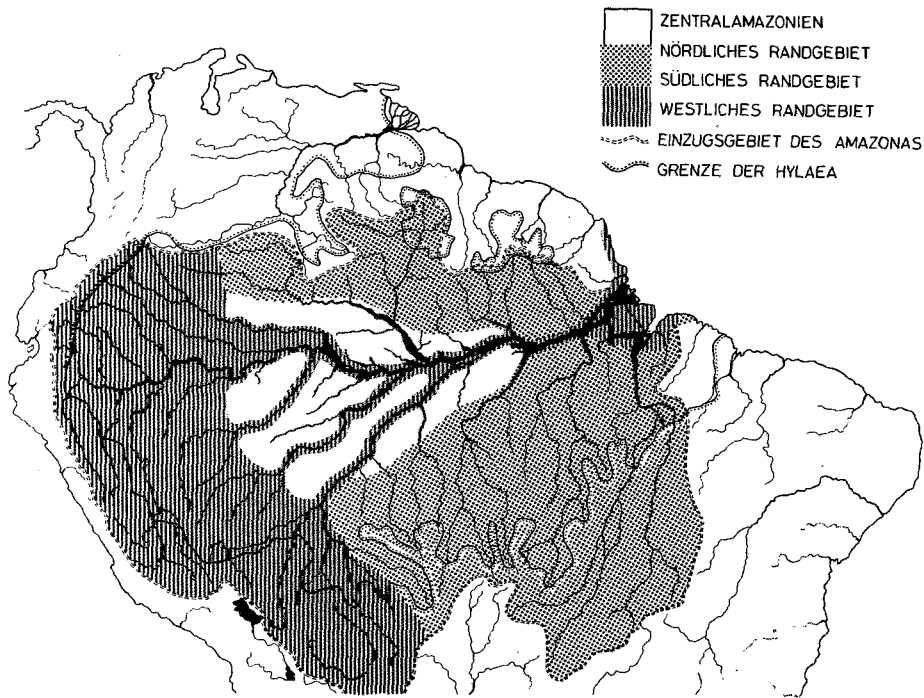 ZENTRALAMAZONIEN
NÖRDLICHES RANDGEBIET
SÜDLICHES RANDGEBIET
WESTLICHES RANDGEBIET
EINZUGSGEBIET DES AMAZONAS
GRENZE DER HYLAEA